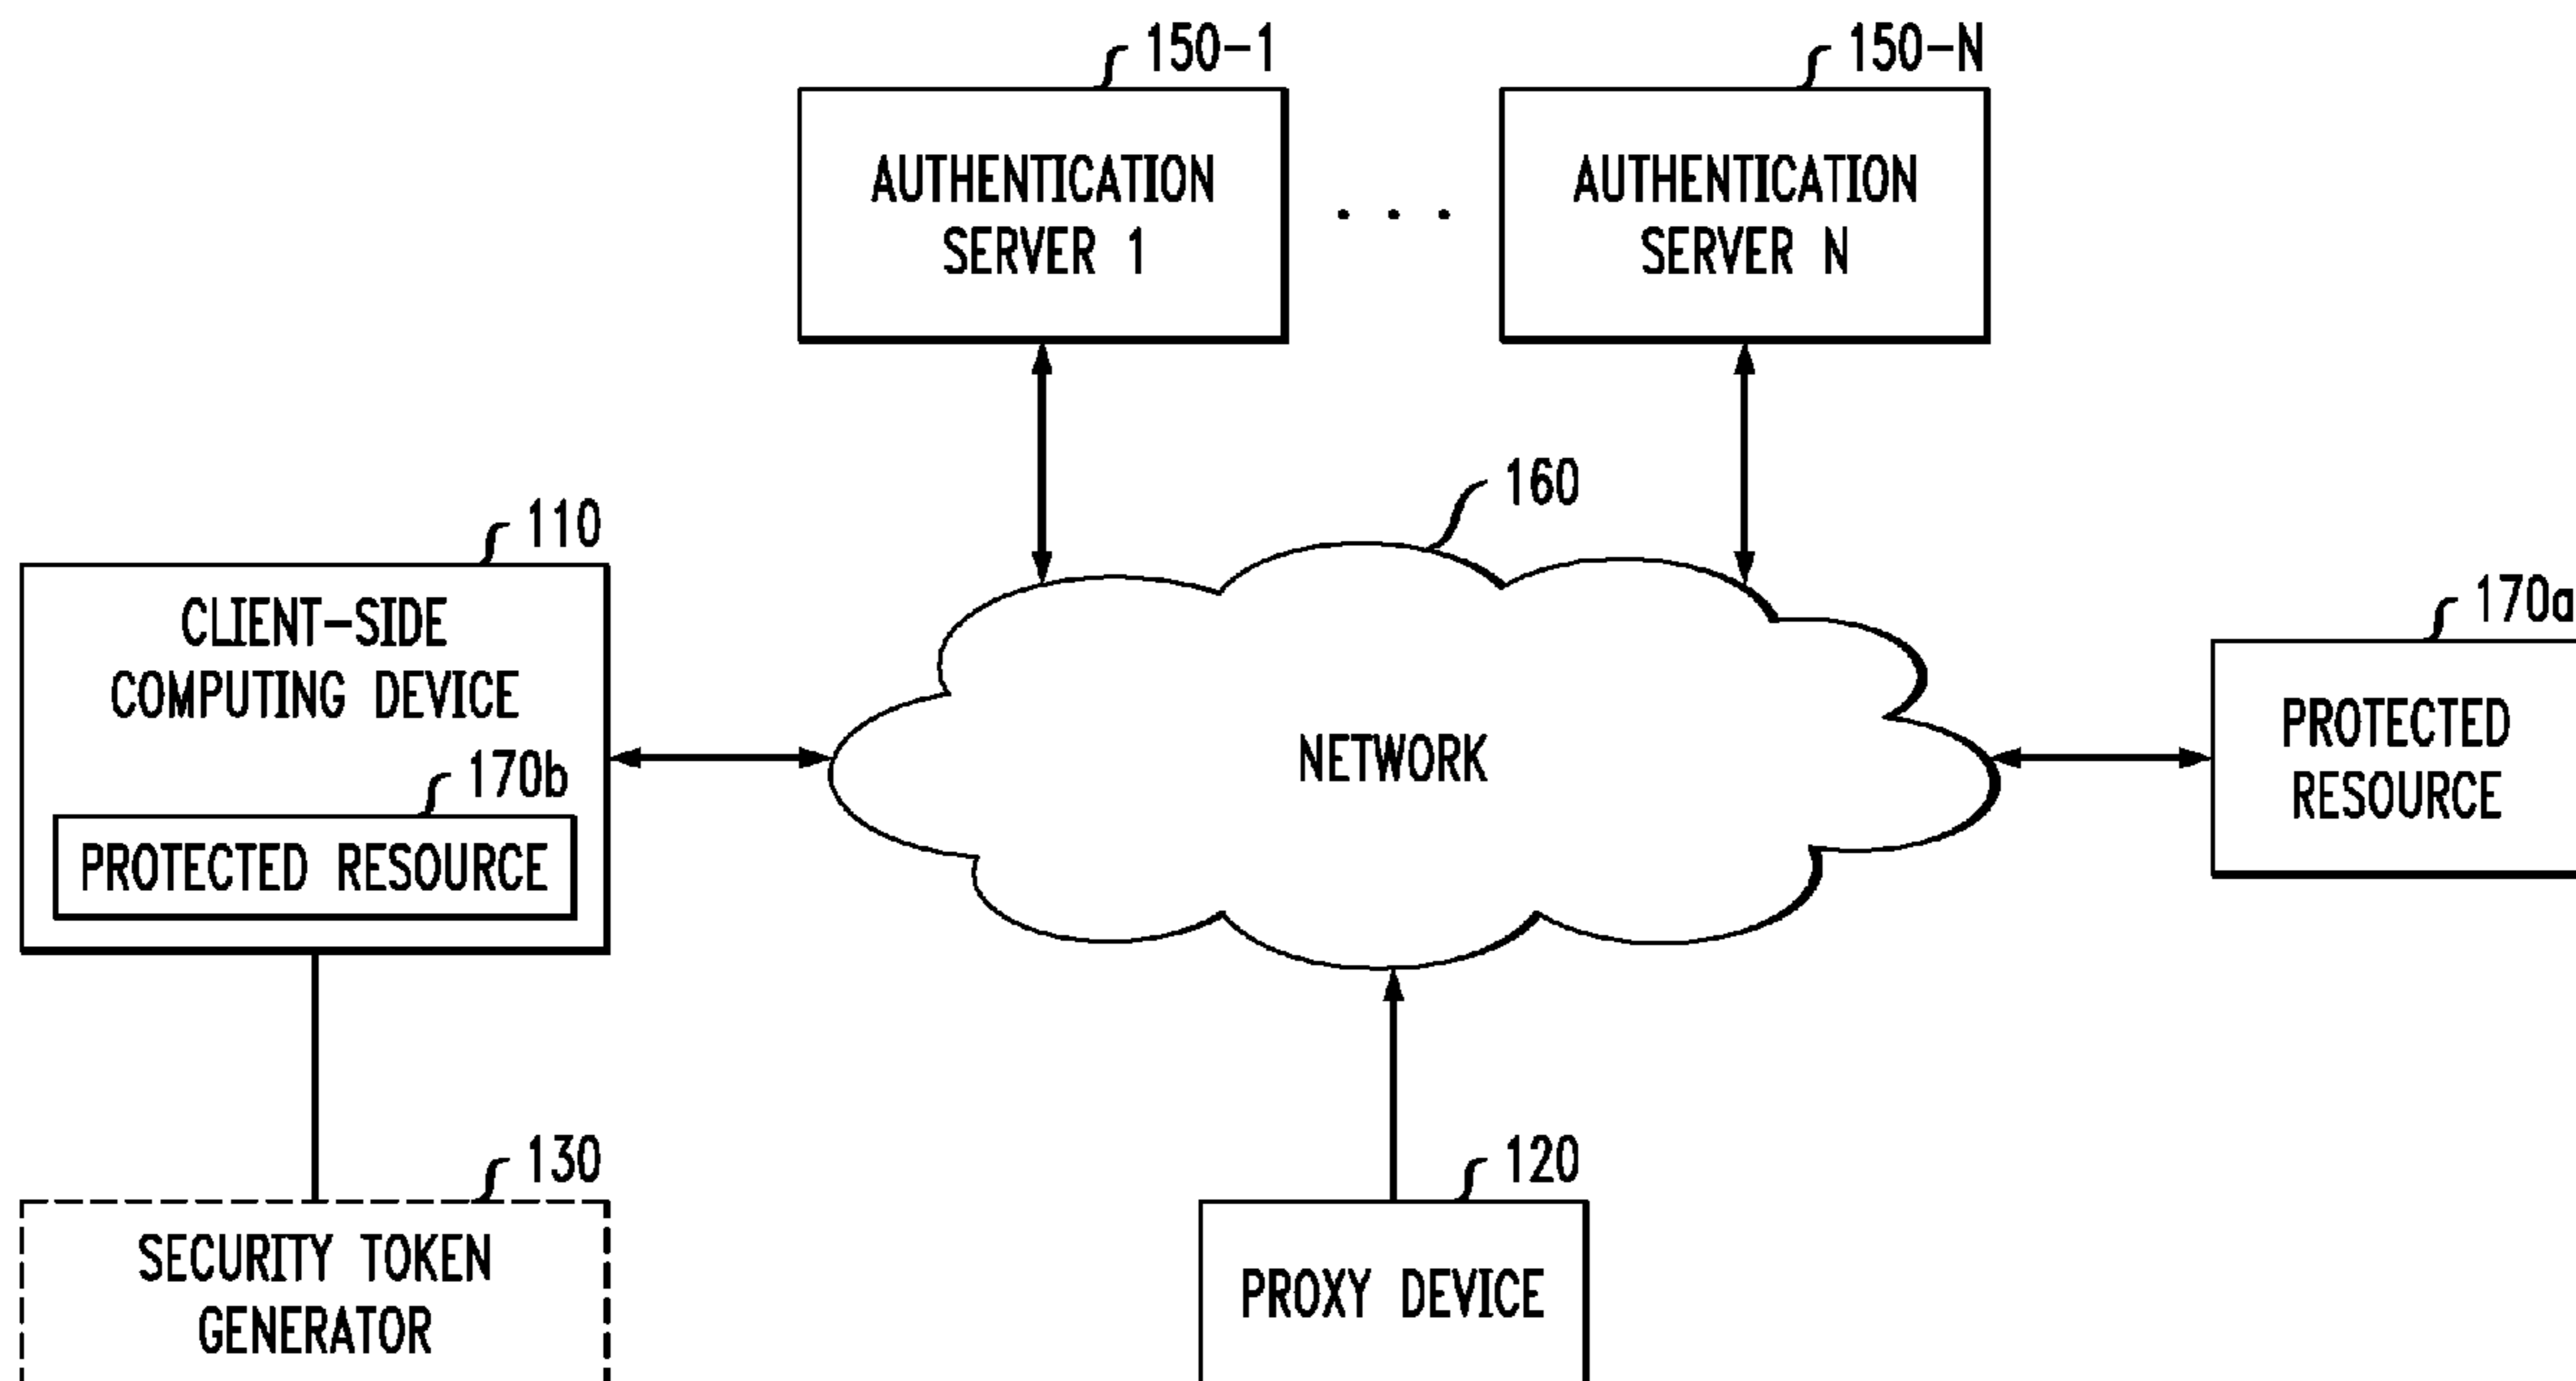 150-1
150-N
AUTHENTICATION
SERVER 1
. . .
AUTHENTICATION
SERVER N
160
110
CLIENT-SIDE
COMPUTING DEVICE
170b
PROTECTED RESOURCE
NETWORK
170a
PROTECTED
RESOURCE
130
SECURITY TOKEN
GENERATOR
120
PROXY DEVICE